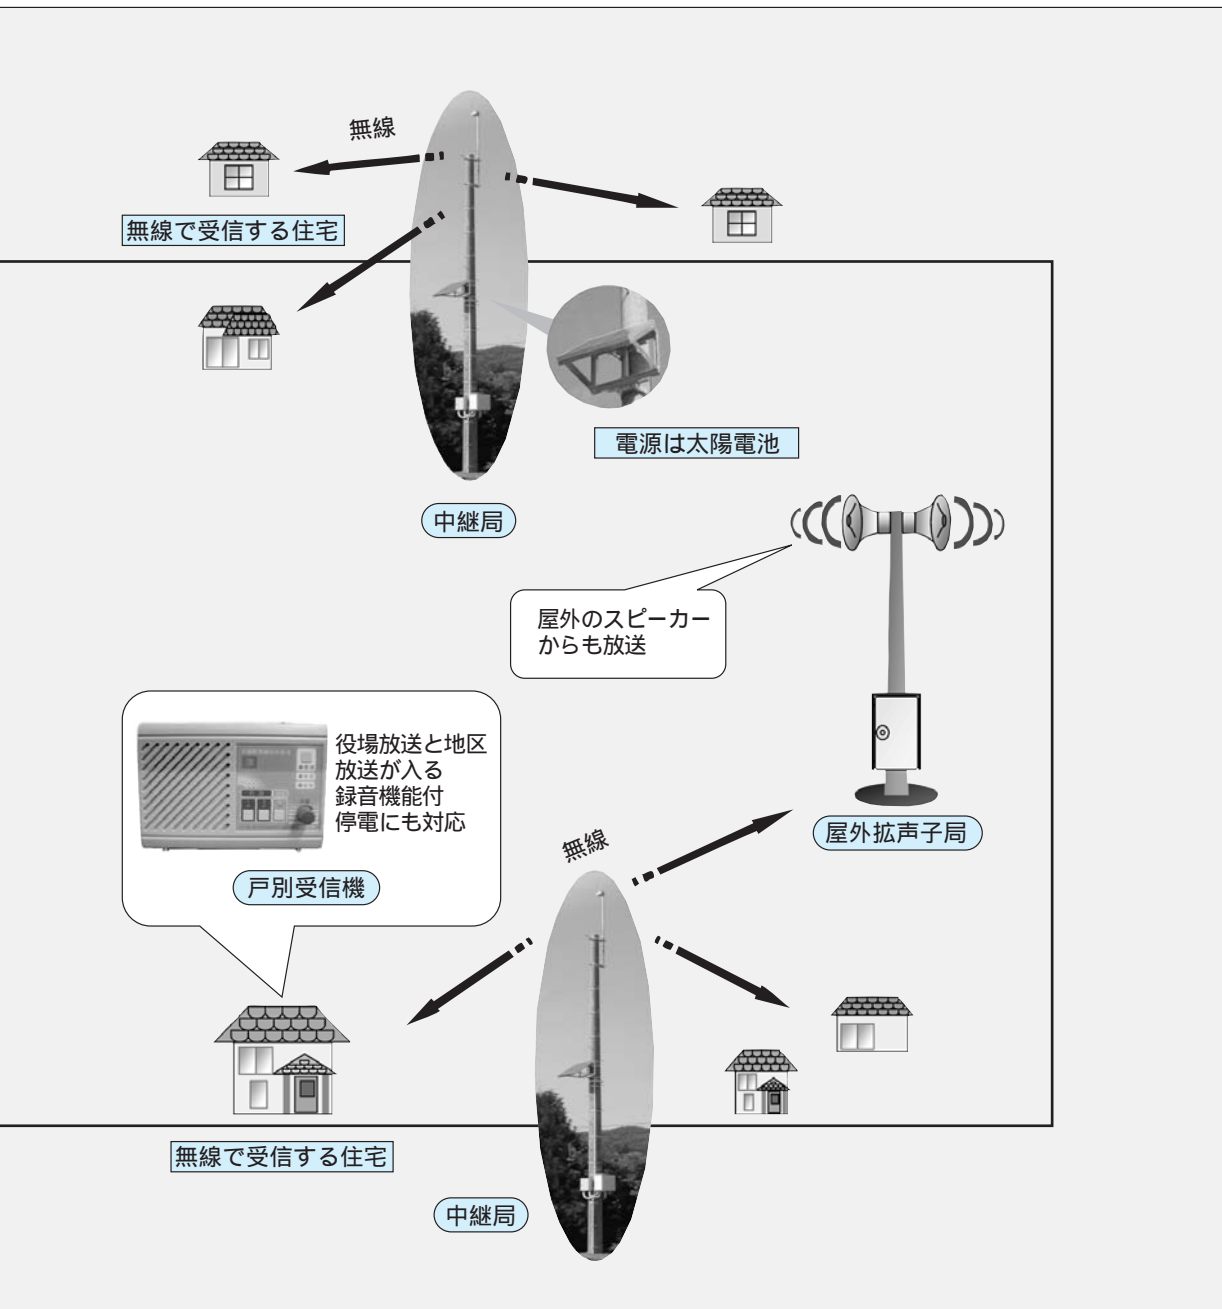 無線
無線で受信する住宅
電源は太陽電池
中継局
屋外のスピーカー
からも放送
役場放送と地区
放送が入る
録音機能付
停電にも対応
戸別受信機
無線
屋外拡声子局
無線で受信する住宅
中継局